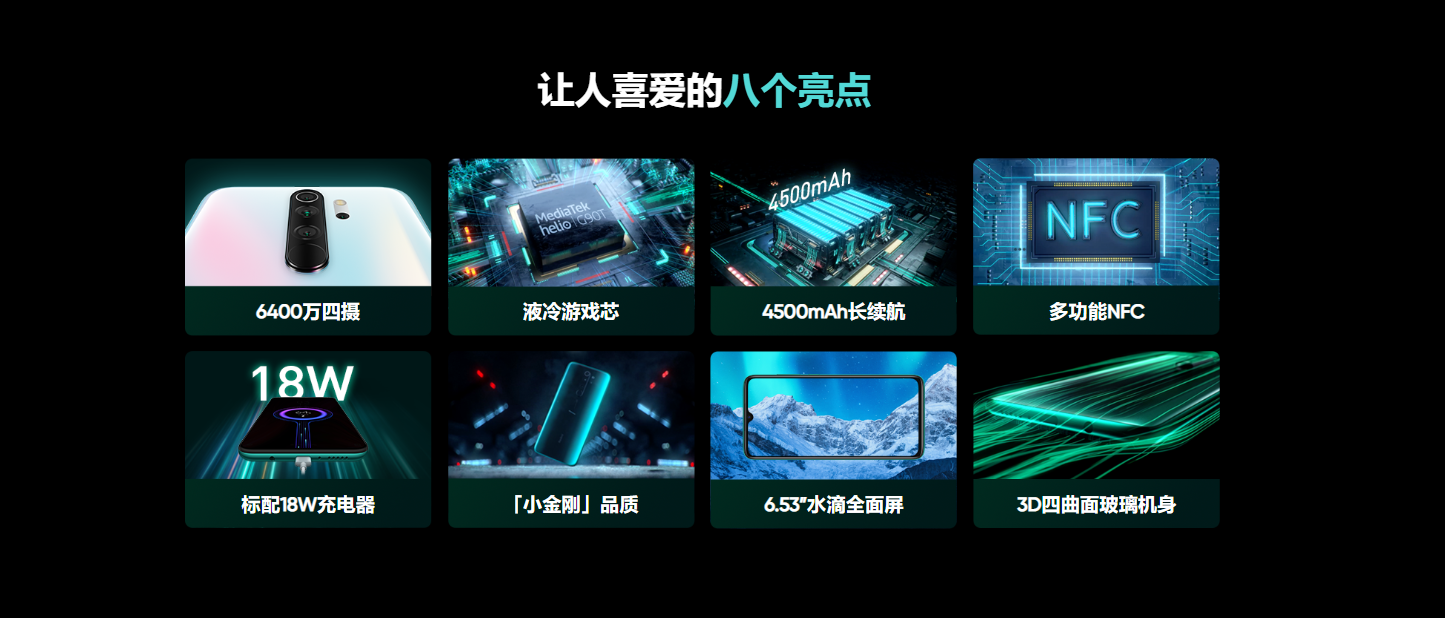 让人喜爱的八个亮点
MediaTek
helio G90T
4500mAh
NFC
6400万四摄
液冷游戏芯
4500mAh长续航
多功能NFC
18W
标配18W充电器
「小金刚」品质
6.53"水滴全面屏
3D四曲面玻璃机身